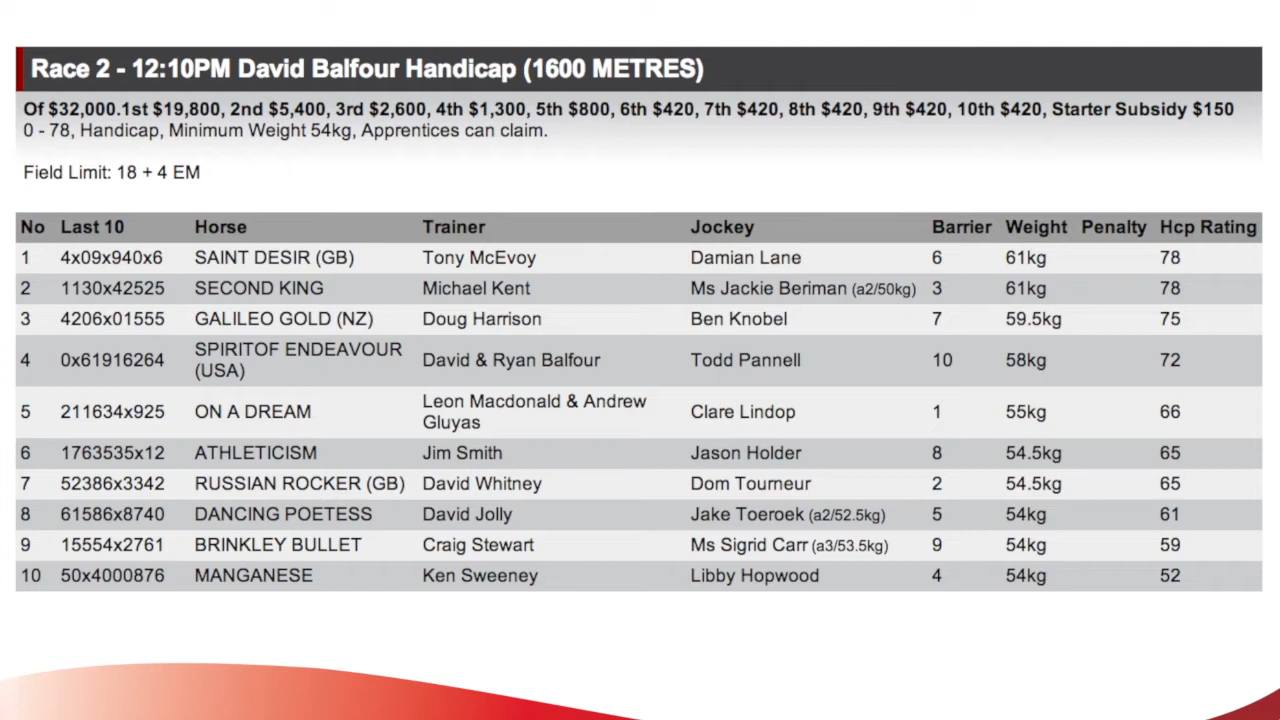 Race 2 - 12:10PM David Balfour Handicap (1600 METRES)
Of $32,000.1st $19,800, 2nd $5,400, 3rd $2,600, 4th $1,300, 5th $800, 6th $420, 7th $420, 8th $420, 9th $420, 10th $420, Starter Subsidy $150
0 - 78, Handicap, Minimum Weight 54kg, Apprentices can claim.
Field Limit: 18 + 4 EM
No Last 10 Horse Trainer Jockey Barrier Weight Penalty Hcp Rating
1 4x09x940x6 SAINT DESIR (GB) Tony McEvoy Damian Lane 6 61kg 78
2 1130x42525 SECOND KING Michael Kent Ms Jackie Beriman (a2/50kg) 3 61kg 78
3 4206x01555 GALILEO GOLD (NZ) Doug Harrison Ben Knobel 7 59.5kg 75
4 0x61916264 SPIRITOF ENDEAVOUR (USA) David & Ryan Balfour Todd Pannell 10 58kg 72
5 211634x925 ON A DREAM Leon Macdonald & Andrew Gluyas Clare Lindop 1 55kg 66
6 1763535x12 ATHLETICISM Jim Smith Jason Holder 8 54.5kg 65
7 52386x3342 RUSSIAN ROCKER (GB) David Whitney Dom Tourneur 2 54.5kg 65
8 61586x8740 DANCING POETESS David Jolly Jake Toeroek (a2/52.5kg) 5 54kg 61
9 15554x2761 BRINKLEY BULLET Craig Stewart Ms Sigrid Carr (a3/53.5kg) 9 54kg 59
10 50x4000876 MANGANESE Ken Sweeney Libby Hopwood 4 54kg 52